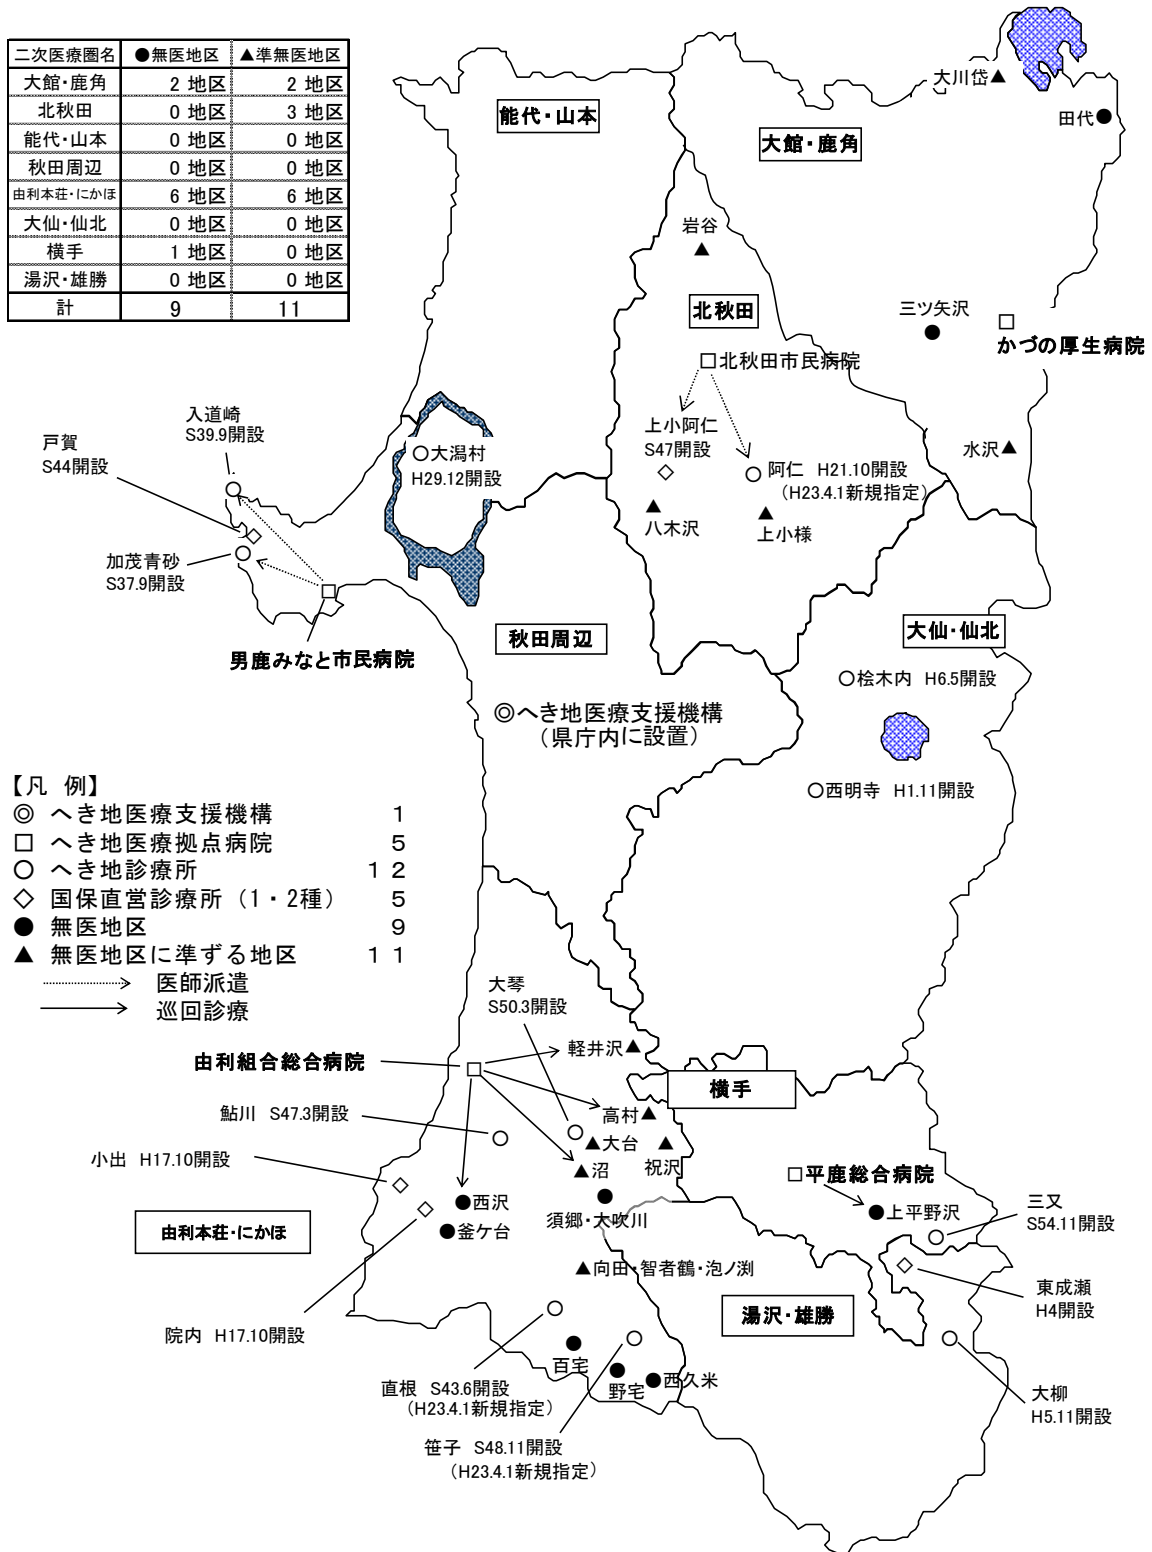 二次医療圏名 ●無医地区 ▲準無医地区
大館・鹿角 2 地区 2 地区
北秋田 0 地区 3 地区
能代・山本 0 地区 0 地区
秋田周辺 0 地区 0 地区
由利本荘・にかほ 6 地区 6 地区
大仙・仙北 0 地区 0 地区
横手 1 地区 0 地区
湯沢・雄勝 0 地区 0 地区
計 9 11
能代・山本
大館・鹿角
大川岱▲
田代●
岩谷
▲
北秋田
三ツ矢沢
●
□
かづの厚生病院
□北秋田市民病院
上小阿仁
S47開設
◇
○阿仁 H21.10開設
(H23.4.1新規指定)
水沢▲
▲
八木沢
▲
上小様
入道崎
S39.9開設
戸賀
S44開設
○大潟村
H29.12開設
加茂青砂
S37.9開設
男鹿みなと市民病院
秋田周辺
大仙・仙北
○桧木内 H6.5開設
◎へき地医療支援機構
(県庁内に設置)
○西明寺 H1.11開設
【凡 例】
◎ へき地医療支援機構 1
□ へき地医療拠点病院 5
○ へき地診療所 12
◇ 国保直営診療所(1・2種) 5
● 無医地区 9
▲ 無医地区に準ずる地区 11
医師派遣
巡回診療
大琴
S50.3開設
由利組合総合病院
軽井沢▲
横手
鮎川 S47.3開設
高村▲
▲大台
祝沢
▲沼
小出 H17.10開設
□平鹿総合病院
●西沢
須郷・大吹川
●上平野沢
三又
S54.11開設
由利本荘・にかほ
●釜ケ台
▲向田・智者鶴・泡ノ渕
東成瀬
H4開設
湯沢・雄勝
院内 H17.10開設
百宅
野宅
●西久米
直根 S43.6開設
(H23.4.1新規指定)
大柳
H5.11開設
笹子 S48.11開設
(H23.4.1新規指定)